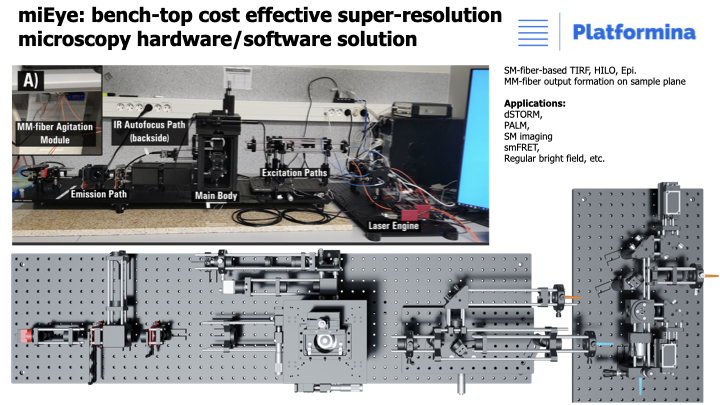 miEye: bench-top cost effective super-resolution
microscopy hardware/software solution
Platformina
SM-fiber-based TIRF, HILO, Epi.
MM-fiber output formation on sample plane
Applications:
dSTORM,
PALM,
SM imaging
smFRET,
Regular bright field, etc.
A)
MM-fiber Agitation
Module
IR Autofocus Path
(backside)
Emission Path
Main Body
Excitation Paths
Laser Engine